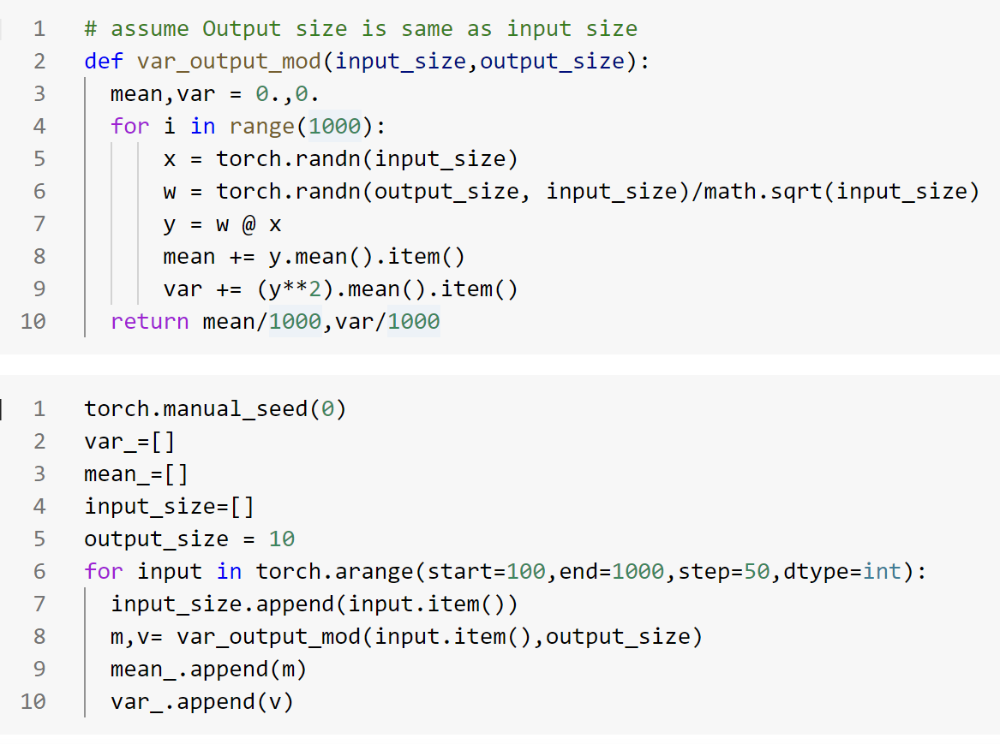 1 # assume Output size is same as input size
2 def var_output_mod(input_size,output_size):
3   mean,var = 0.,0.
4   for i in range(1000):
5       x = torch.randn(input_size)
6       w = torch.randn(output_size, input_size)/math.sqrt(input_size)
7       y = w @ x
8       mean += y.mean().item()
9       var += (y**2).mean().item()
10   return mean/1000,var/1000
1 torch.manual_seed(0)
2 var_=[]
3 mean_=[]
4 input_size=[]
5 output_size = 10
6 for input in torch.arange(start=100,end=1000,step=50,dtype=int):
7   input_size.append(input.item())
8   m,v= var_output_mod(input.item(),output_size)
9   mean_.append(m)
10   var_.append(v)